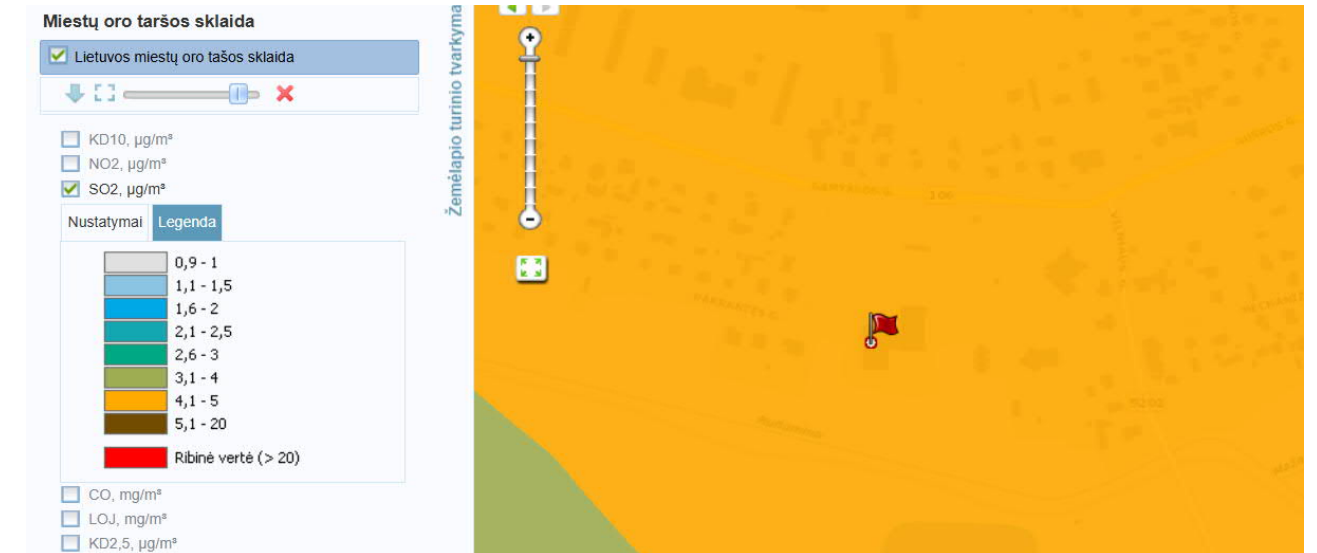 Miestų oro taršos sklaida
Lietuvos miestų oro tašos sklaida
KD10, µg/m³
NO2, µg/m³
SO2, µg/m³
Nustatymai Legenda
0,9 - 1
1,1 - 1,5
1,6 - 2
2,1 - 2,5
2,6 - 3
3,1 - 4
4,1 - 5
5,1 - 20
Ribinė vertė (> 20)
CO, mg/m³
LOJ, mg/m³
KD2,5, µg/m³
Žemėlapio turinio tvarkyma
106
5202